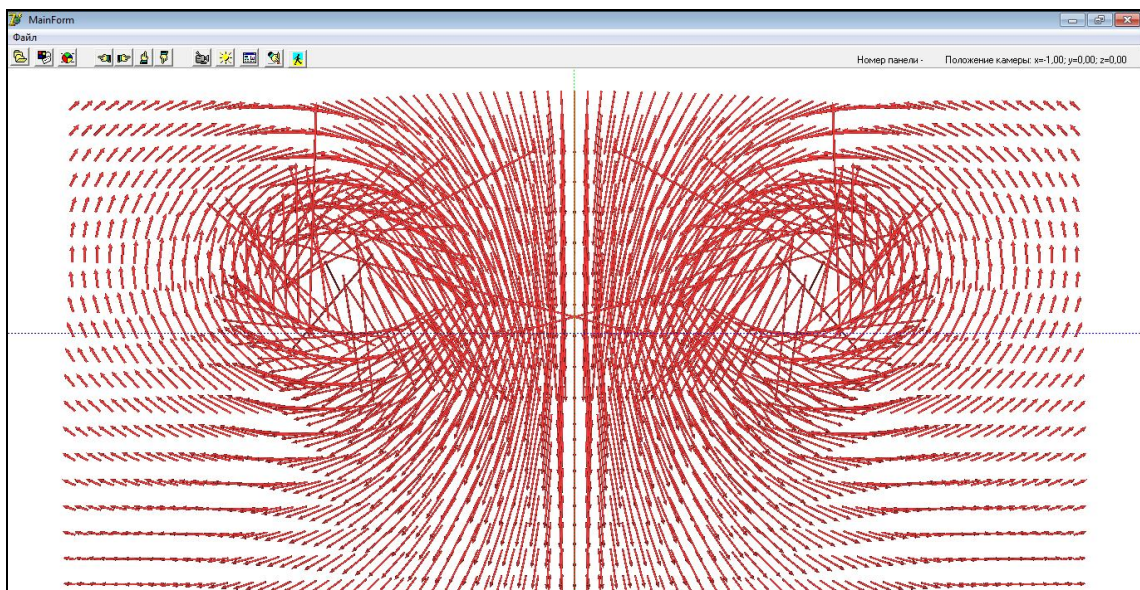 MainForm
Файл
Номер панели -    Положение камеры: x=-1,00; y=0,00; z=0,00